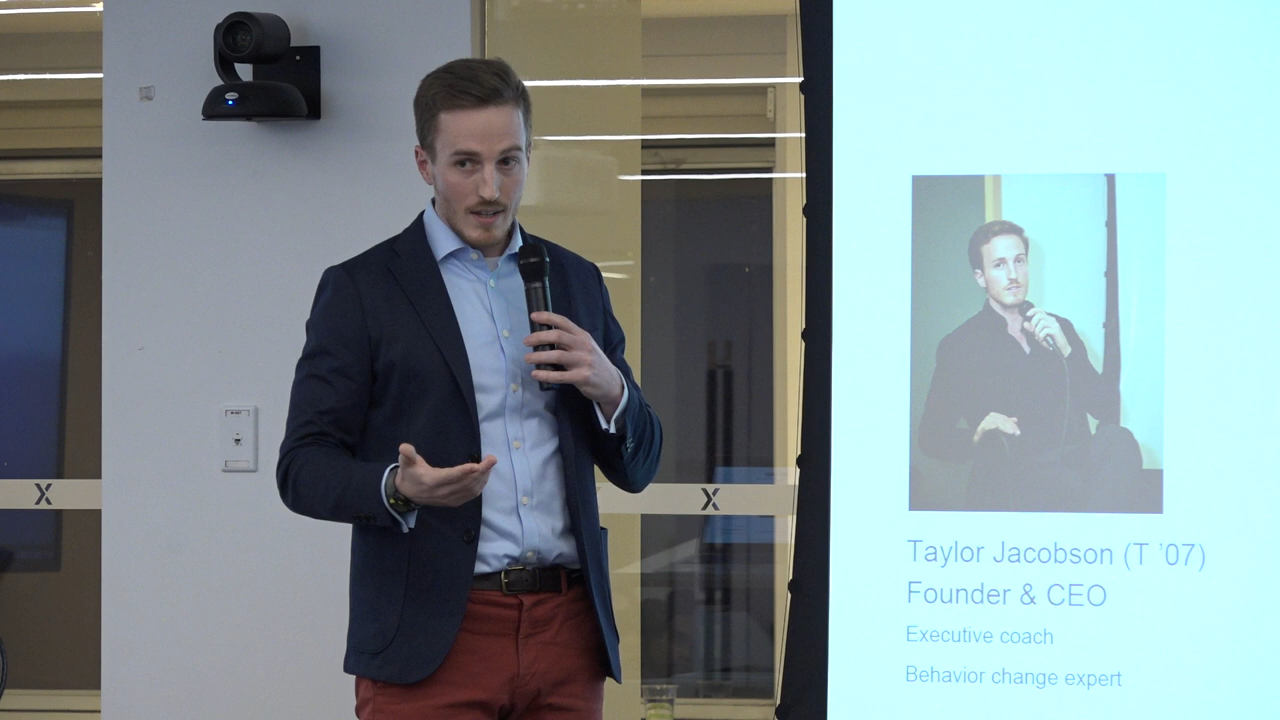 X
X
Taylor Jacobson (T ’07)
Founder & CEO
Executive coach
Behavior change expert